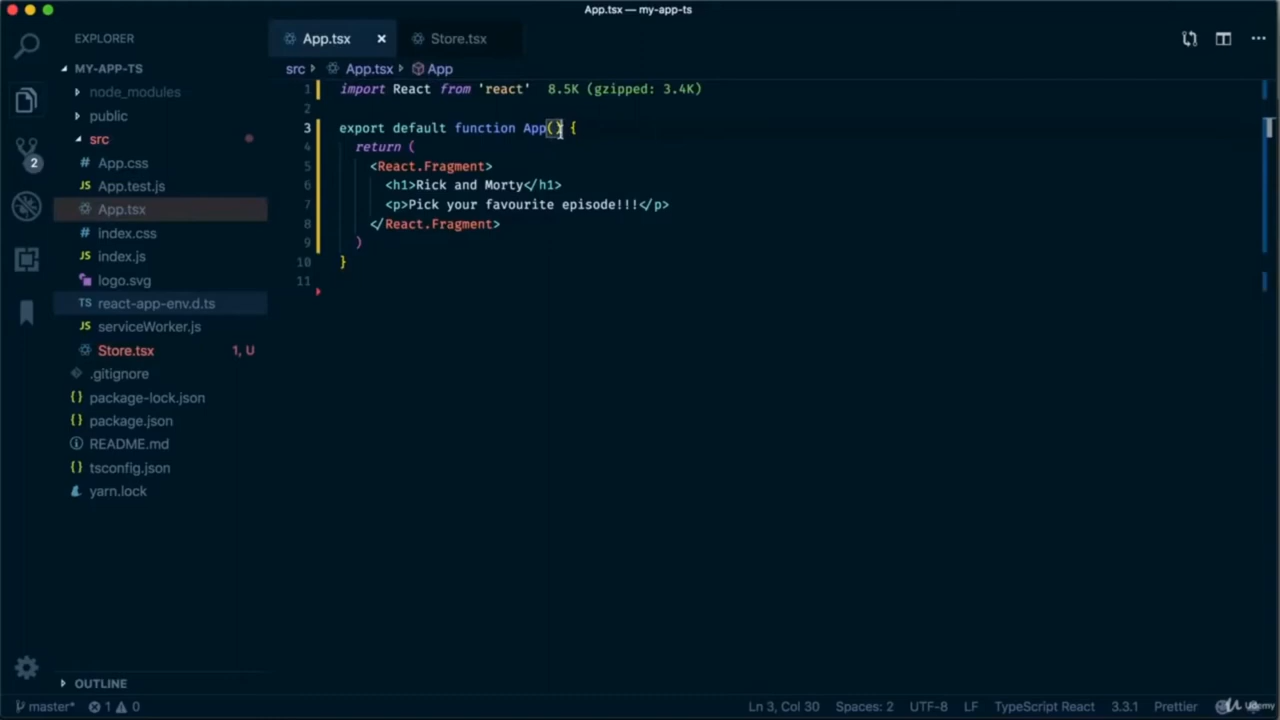 App.tsx — my-app-ts
EXPLORER
App.tsx
Store.tsx
MY-APP-TS
src
App.tsx
App
node_modules
public
src
App.css
App.test.js
App.tsx
index.css
index.js
logo.svg
TS react-app-env.d.ts
JS serviceWorker.js
Store.tsx 1, U
.gitignore
package-lock.json
package.json
README.md
tsconfig.json
yarn.lock
2
1 import React from 'react' 8.5K (gzipped: 3.4K)
2
3 export default function App() {
4 return (
5 <React.Fragment>
6 <h1>Rick and Morty</h1>
7 <p>Pick your favourite episode!!!</p>
8 </React.Fragment>
9 )
10 }
11
OUTLINE
master* 1 0
Ln 3, Col 30 Spaces: 2 UTF-8 LF TypeScript React 3.3.1 Prettier
Udemy